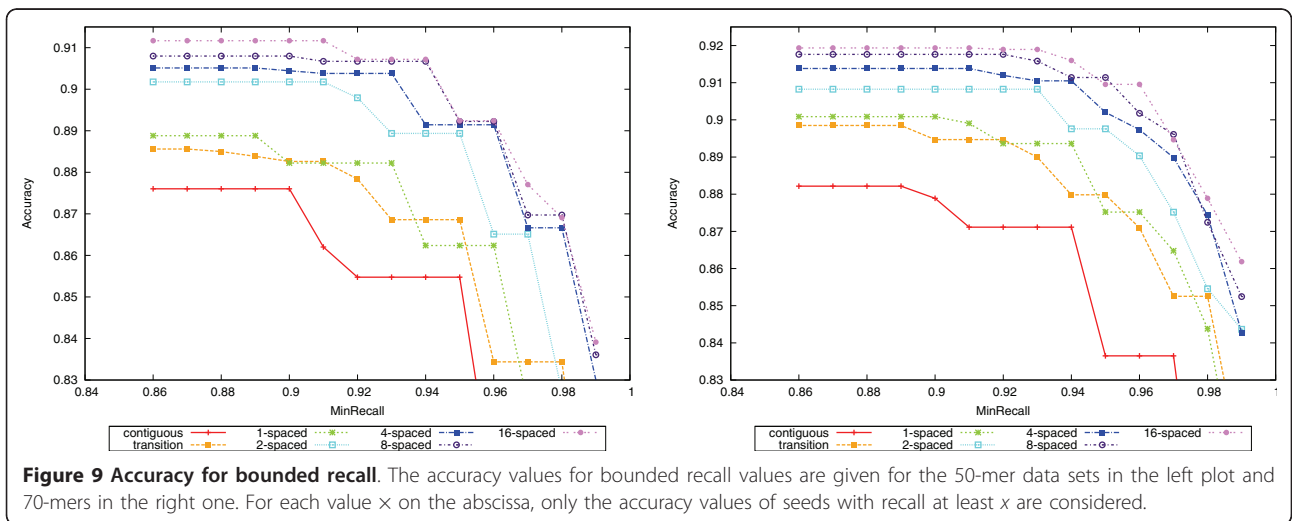 0.91
0.9
0.89
0.88
0.87
0.86
0.85
0.84
0.83
Accuracy
0.84 0.86 0.88 0.9 0.92 0.94 0.96 0.98 1
MinRecall
contiguous 1-spaced 4-spaced 16-spaced
transition 2-spaced 8-spaced
0.92
0.91
0.9
0.89
0.88
0.87
0.86
0.85
0.84
0.83
Accuracy
0.84 0.86 0.88 0.9 0.92 0.94 0.96 0.98 1
MinRecall
contiguous 1-spaced 4-spaced 16-spaced
transition 2-spaced 8-spaced
Figure 9 Accuracy for bounded recall. The accuracy values for bounded recall values are given for the 50-mer data sets in the left plot and
70-mers in the right one. For each value × on the abscissa, only the accuracy values of seeds with recall at least x are considered.